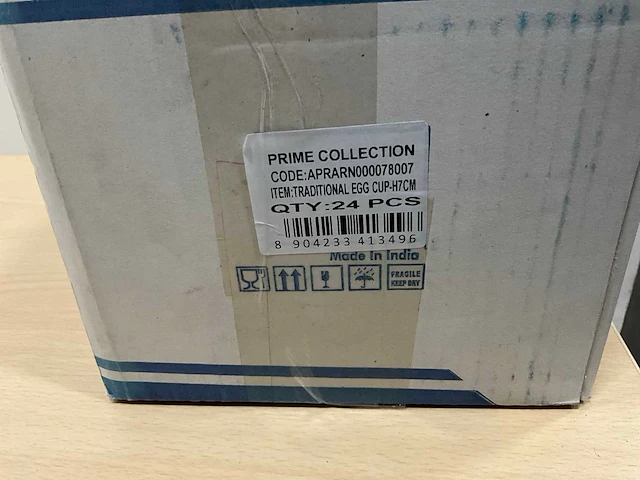 PRIME COLLECTION
CODE:APRARN000078007
ITEM:TRADITIONAL EGG CUP-H7CM
QTY:24 PCS
8 904233 413496
Made In India
FRAGILE
KEEP DRY